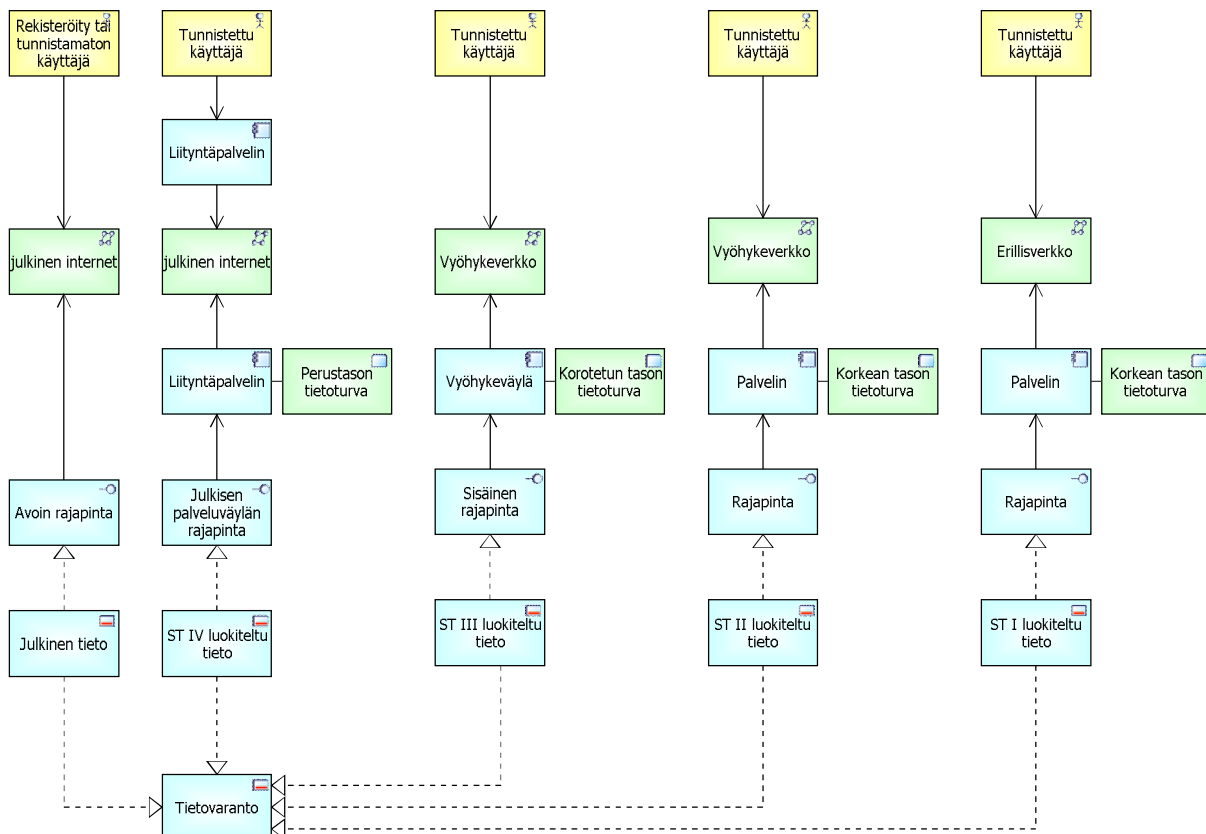 Rekisteröity tai
tunnistamaton
käyttäjä
Tunnistettu
käyttäjä
Tunnistettu
käyttäjä
Tunnistettu
käyttäjä
Tunnistettu
käyttäjä
Liityntäpalvelin
julkinen internet
julkinen internet
Vyöhykeverkko
Vyöhykeverkko
Erillisverkko
Liityntäpalvelin
Perustason
tietoturva
Vyöhykeväylä
Korotetun tason
tietoturva
Palvelin
Korkean tason
tietoturva
Palvelin
Korkean tason
tietoturva
Avoin rajapinta
Julkisen
palveluväylän
rajapinta
Sisäinen
rajapinta
Rajapinta
Rajapinta
Julkinen tieto
ST IV luokiteltu
tieto
ST III luokiteltu
tieto
ST II luokiteltu
tieto
ST I luokiteltu
tieto
Tietovaranto